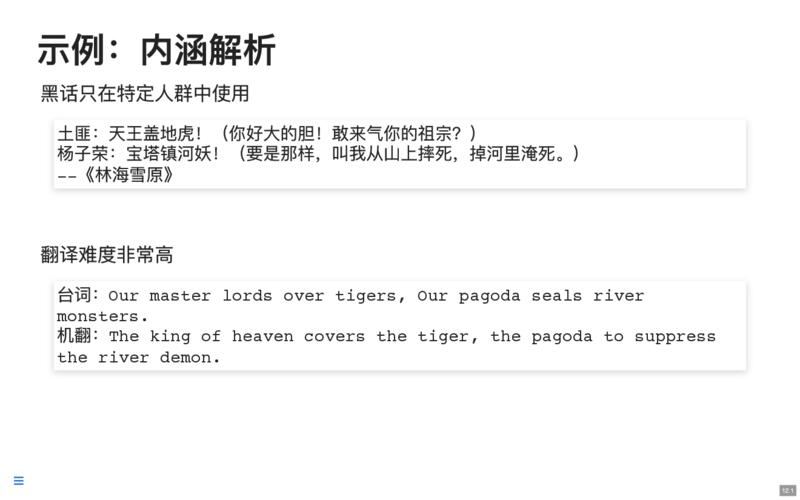 示例：内涵解析
黑话只在特定人群中使用
土匪：天王盖地虎！（你好大的胆！敢来气你的祖宗？）
杨子荣：宝塔镇河妖！（要是那样，叫我从山上摔死，掉河里淹死。）
--《林海雪原》
翻译难度非常高
台词：Our master lords over tigers, Our pagoda seals river
monsters.
机翻：The king of heaven covers the tiger, the pagoda to suppress
the river demon.
12.1